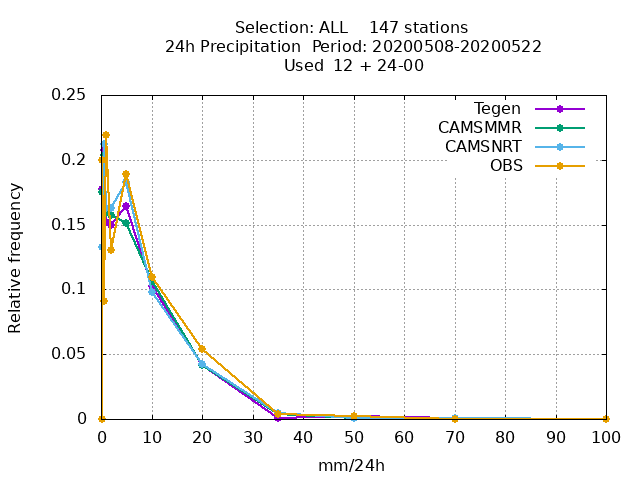 Selection: ALL    147 stations
24h Precipitation  Period: 20200508-20200522
Used  12 + 24-00
Tegen
CAMSMMR
CAMSNRT
OBS
0.25
0.2
0.15
0.1
0.05
0
Relative frequency
0 10 20 30 40 50 60 70 80 90 100
mm/24h